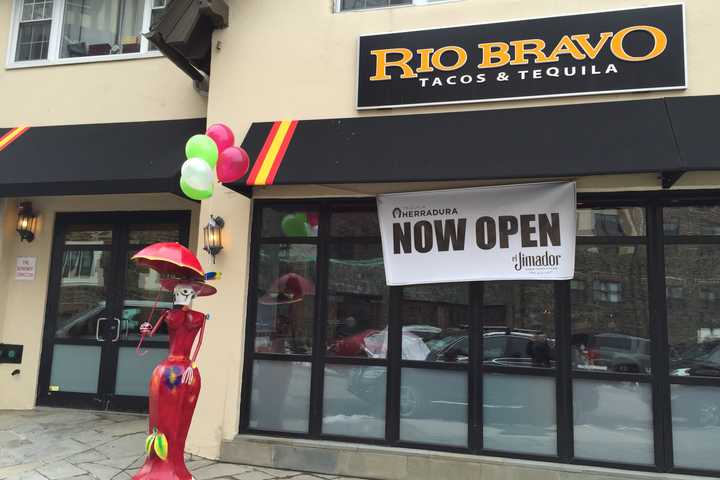 RIO BRAVO
TACOS & TEQUILA
HERRADURA
NOW OPEN
el Jimador